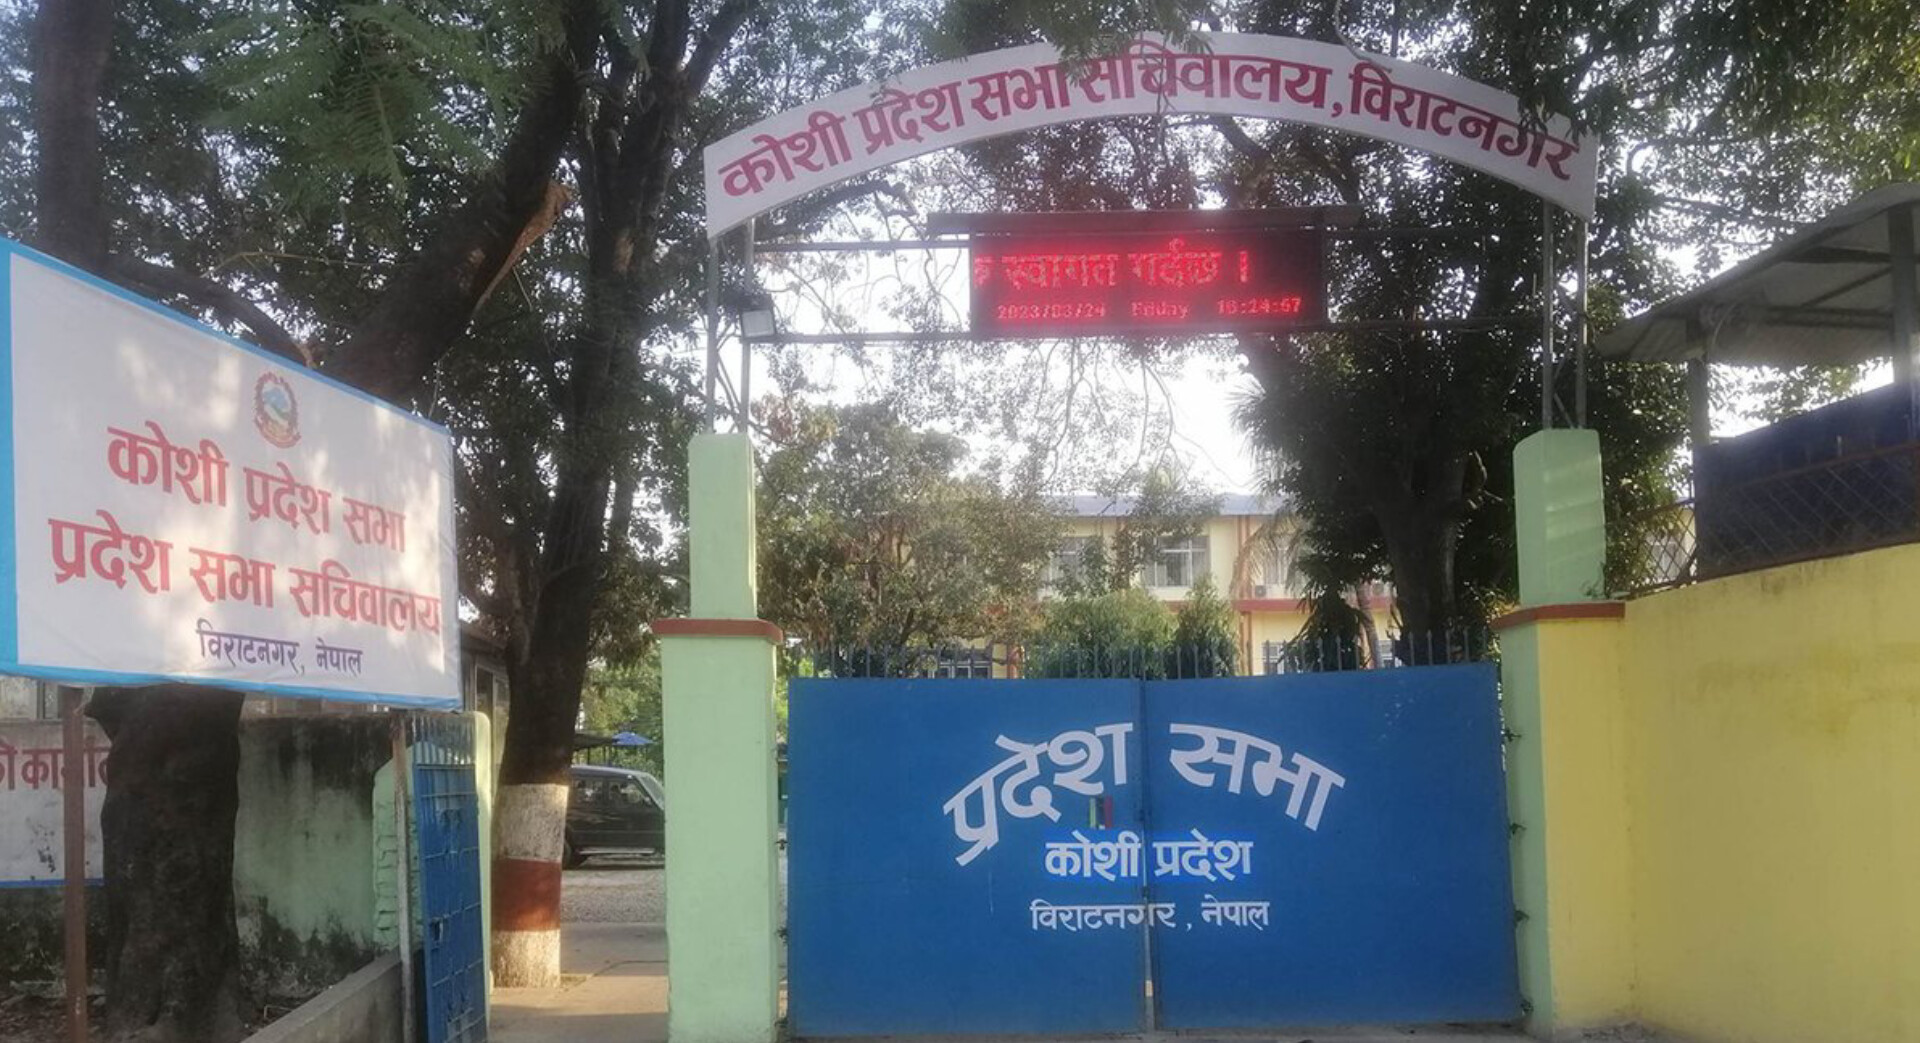 कोशी प्रदेश सभा सचिवालय, विराटनगर
स्वागत गर्दछ ।
2023/03/24 Friday 16:24:57
कोशी प्रदेश सभा
प्रदेश सभा सचिवालय
विराटनगर, नेपाल
प्रदेश सभा
कोशी प्रदेश
विराटनगर, नेपाल